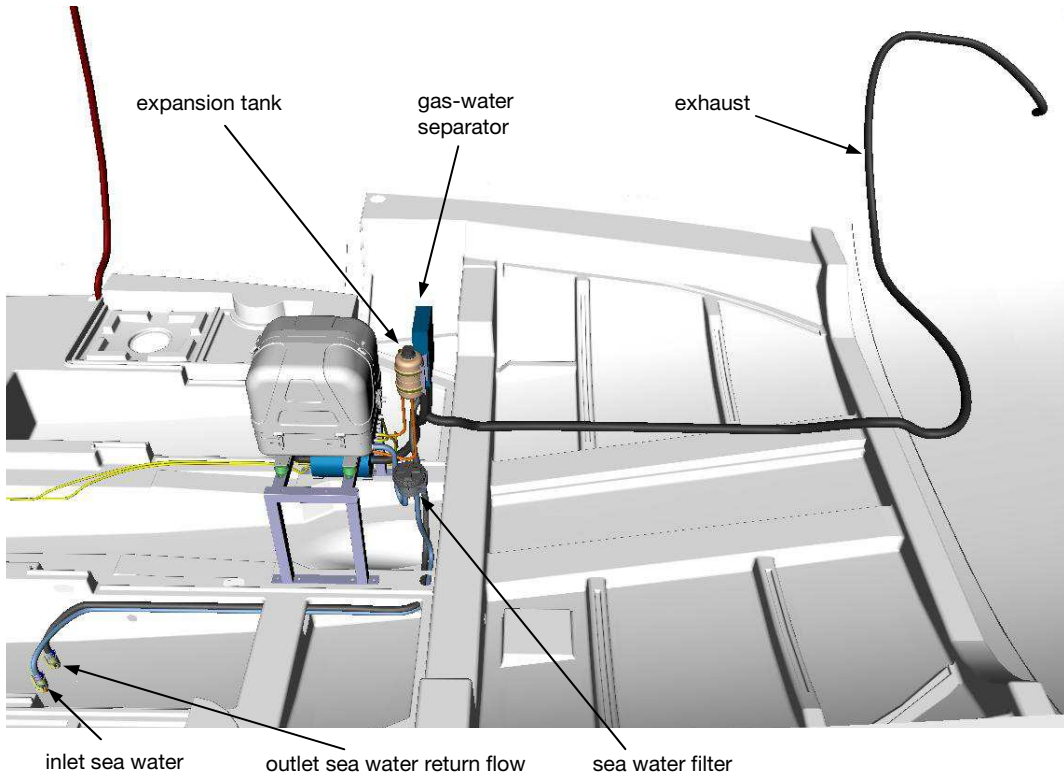 expansion tank
gas-water
separator
exhaust
inlet sea water
outlet sea water return flow
sea water filter